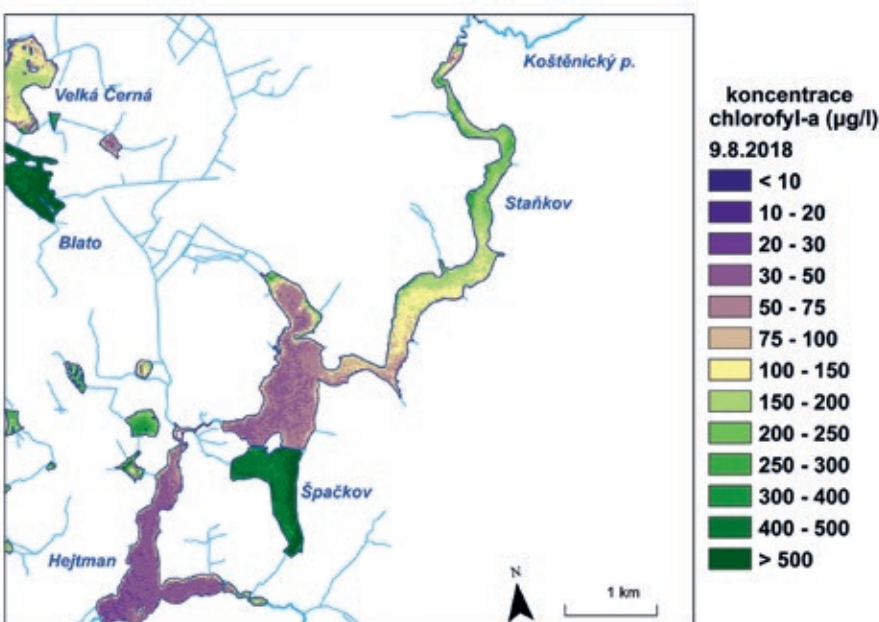 Koštěnický p.
Velká Černá
Staňkov
Blato
Špačkov
Hejtman
N
1 km
koncentrace
chlorofyl-a (µg/l)
9.8.2018
< 10
10 - 20
20 - 30
30 - 50
50 - 75
75 - 100
100 - 150
150 - 200
200 - 250
250 - 300
300 - 400
400 - 500
> 500